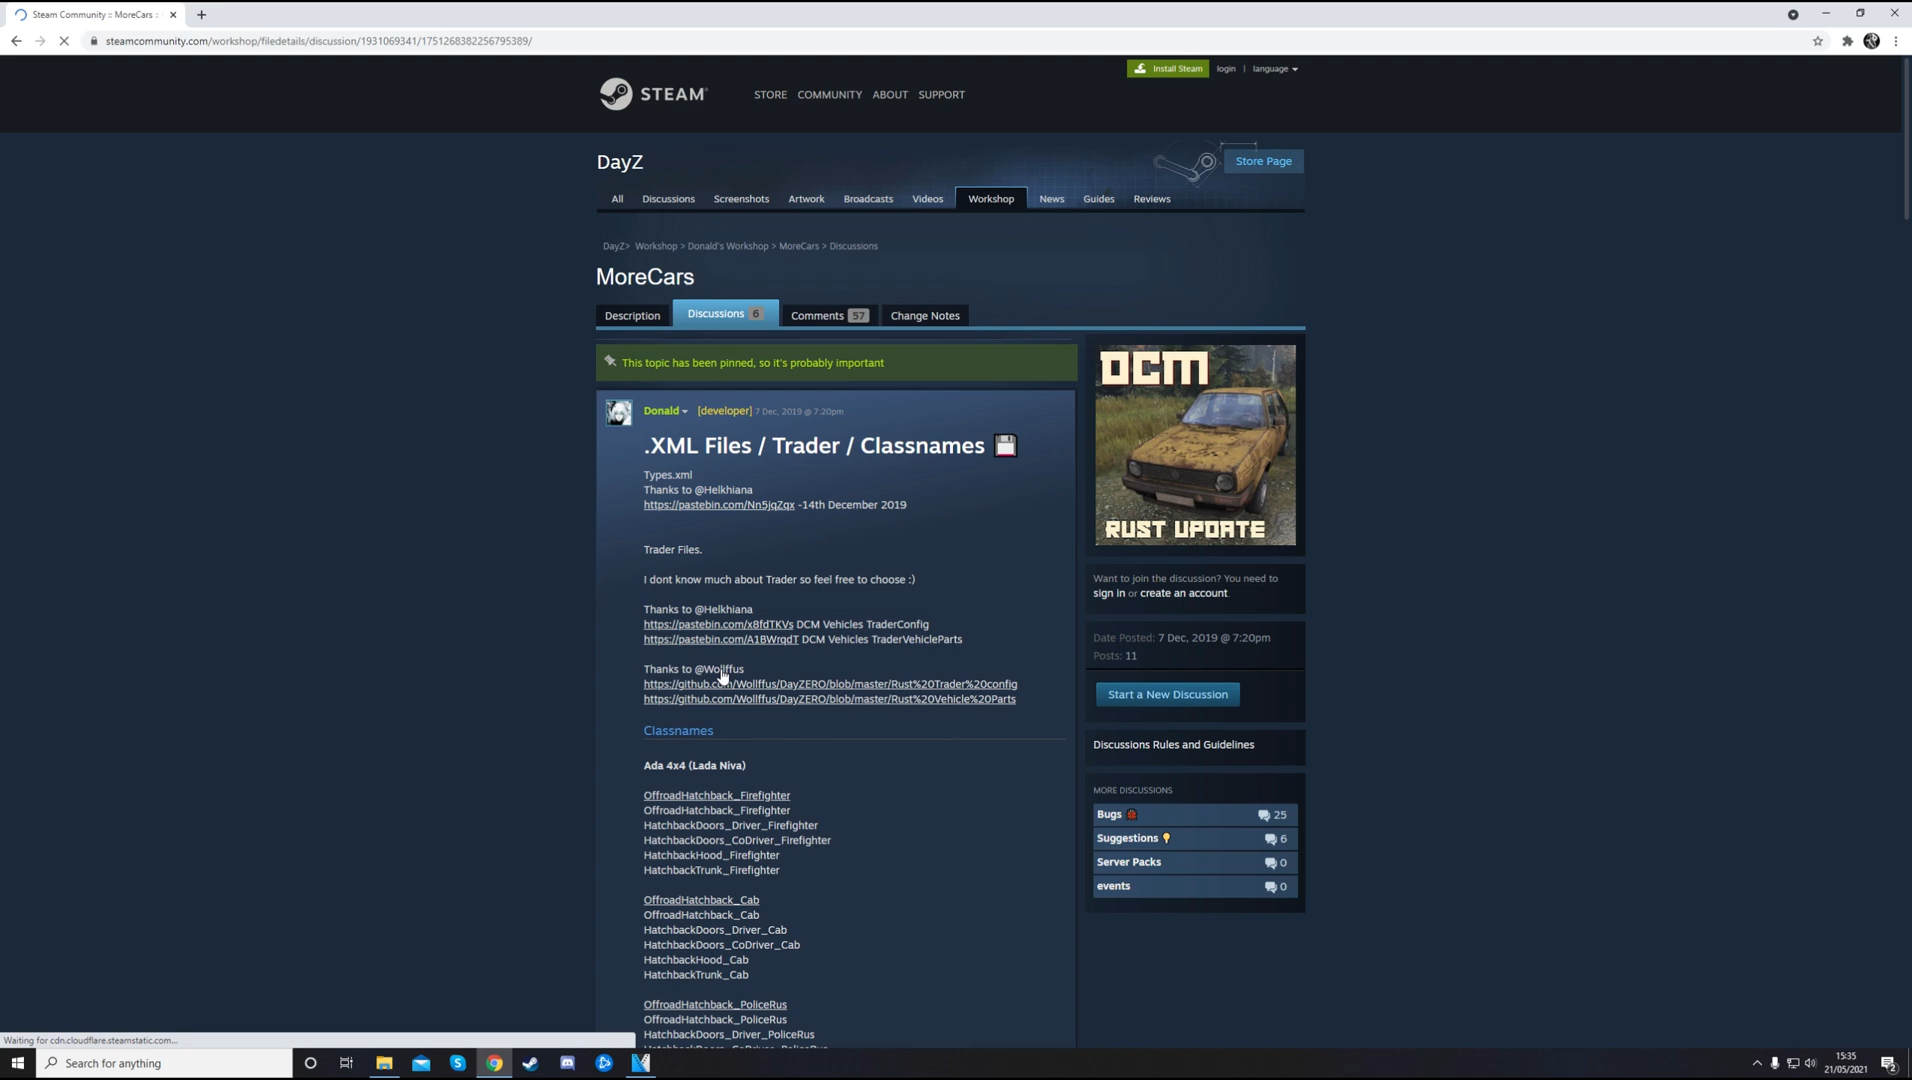 Steam Community :: MoreCars ::
steamcommunity.com/workshop/filedetails/discussion/1931069341/1751268382256795389/
Install Steam
login | language
STEAM
STORE COMMUNITY ABOUT SUPPORT
DayZ
Store Page
All Discussions Screenshots Artwork Broadcasts Videos Workshop News Guides Reviews
DayZ> Workshop > Donald's Workshop > MoreCars > Discussions
MoreCars
Description Discussions 6 Comments 57 Change Notes
This topic has been pinned, so it's probably important
Donald [developer] 7 Dec, 2019 @ 7:20pm
.XML Files / Trader / Classnames
Types.xml
Thanks to @Helkhiana
https://pastebin.com/Nn5jqZqx -14th December 2019
Trader Files.
I dont know much about Trader so feel free to choose :)
Thanks to @Helkhiana
https://pastebin.com/x8fdTKVs DCM Vehicles TraderConfig
https://pastebin.com/A1BWrqdT DCM Vehicles TraderVehicleParts
Thanks to @Wollffus
https://github.com/Wollffus/DayZERO/blob/master/Rust%20Trader%20config
https://github.com/Wollffus/DayZERO/blob/master/Rust%20Vehicle%20Parts
Classnames
Ada 4x4 (Lada Niva)
OffroadHatchback_Firefighter
OffroadHatchback_Firefighter
HatchbackDoors_Driver_Firefighter
HatchbackDoors_CoDriver_Firefighter
HatchbackHood_Firefighter
HatchbackTrunk_Firefighter
OffroadHatchback_Cab
OffroadHatchback_Cab
HatchbackDoors_Driver_Cab
HatchbackDoors_CoDriver_Cab
HatchbackHood_Cab
HatchbackTrunk_Cab
OffroadHatchback_PoliceRus
OffroadHatchback_PoliceRus
HatchbackDoors_Driver_PoliceRus
HatchbackDoors_CoDriver_PoliceRus
DCM
RUST UPDATE
Want to join the discussion? You need to
sign in or create an account.
Date Posted: 7 Dec, 2019 @ 7:20pm
Posts: 11
Start a New Discussion
Discussions Rules and Guidelines
MORE DISCUSSIONS
Bugs 25
Suggestions 6
Server Packs 0
events 0
Waiting for cdn.cloudflare.steamstatic.com...
Search for anything
15:35
21/05/2021
2